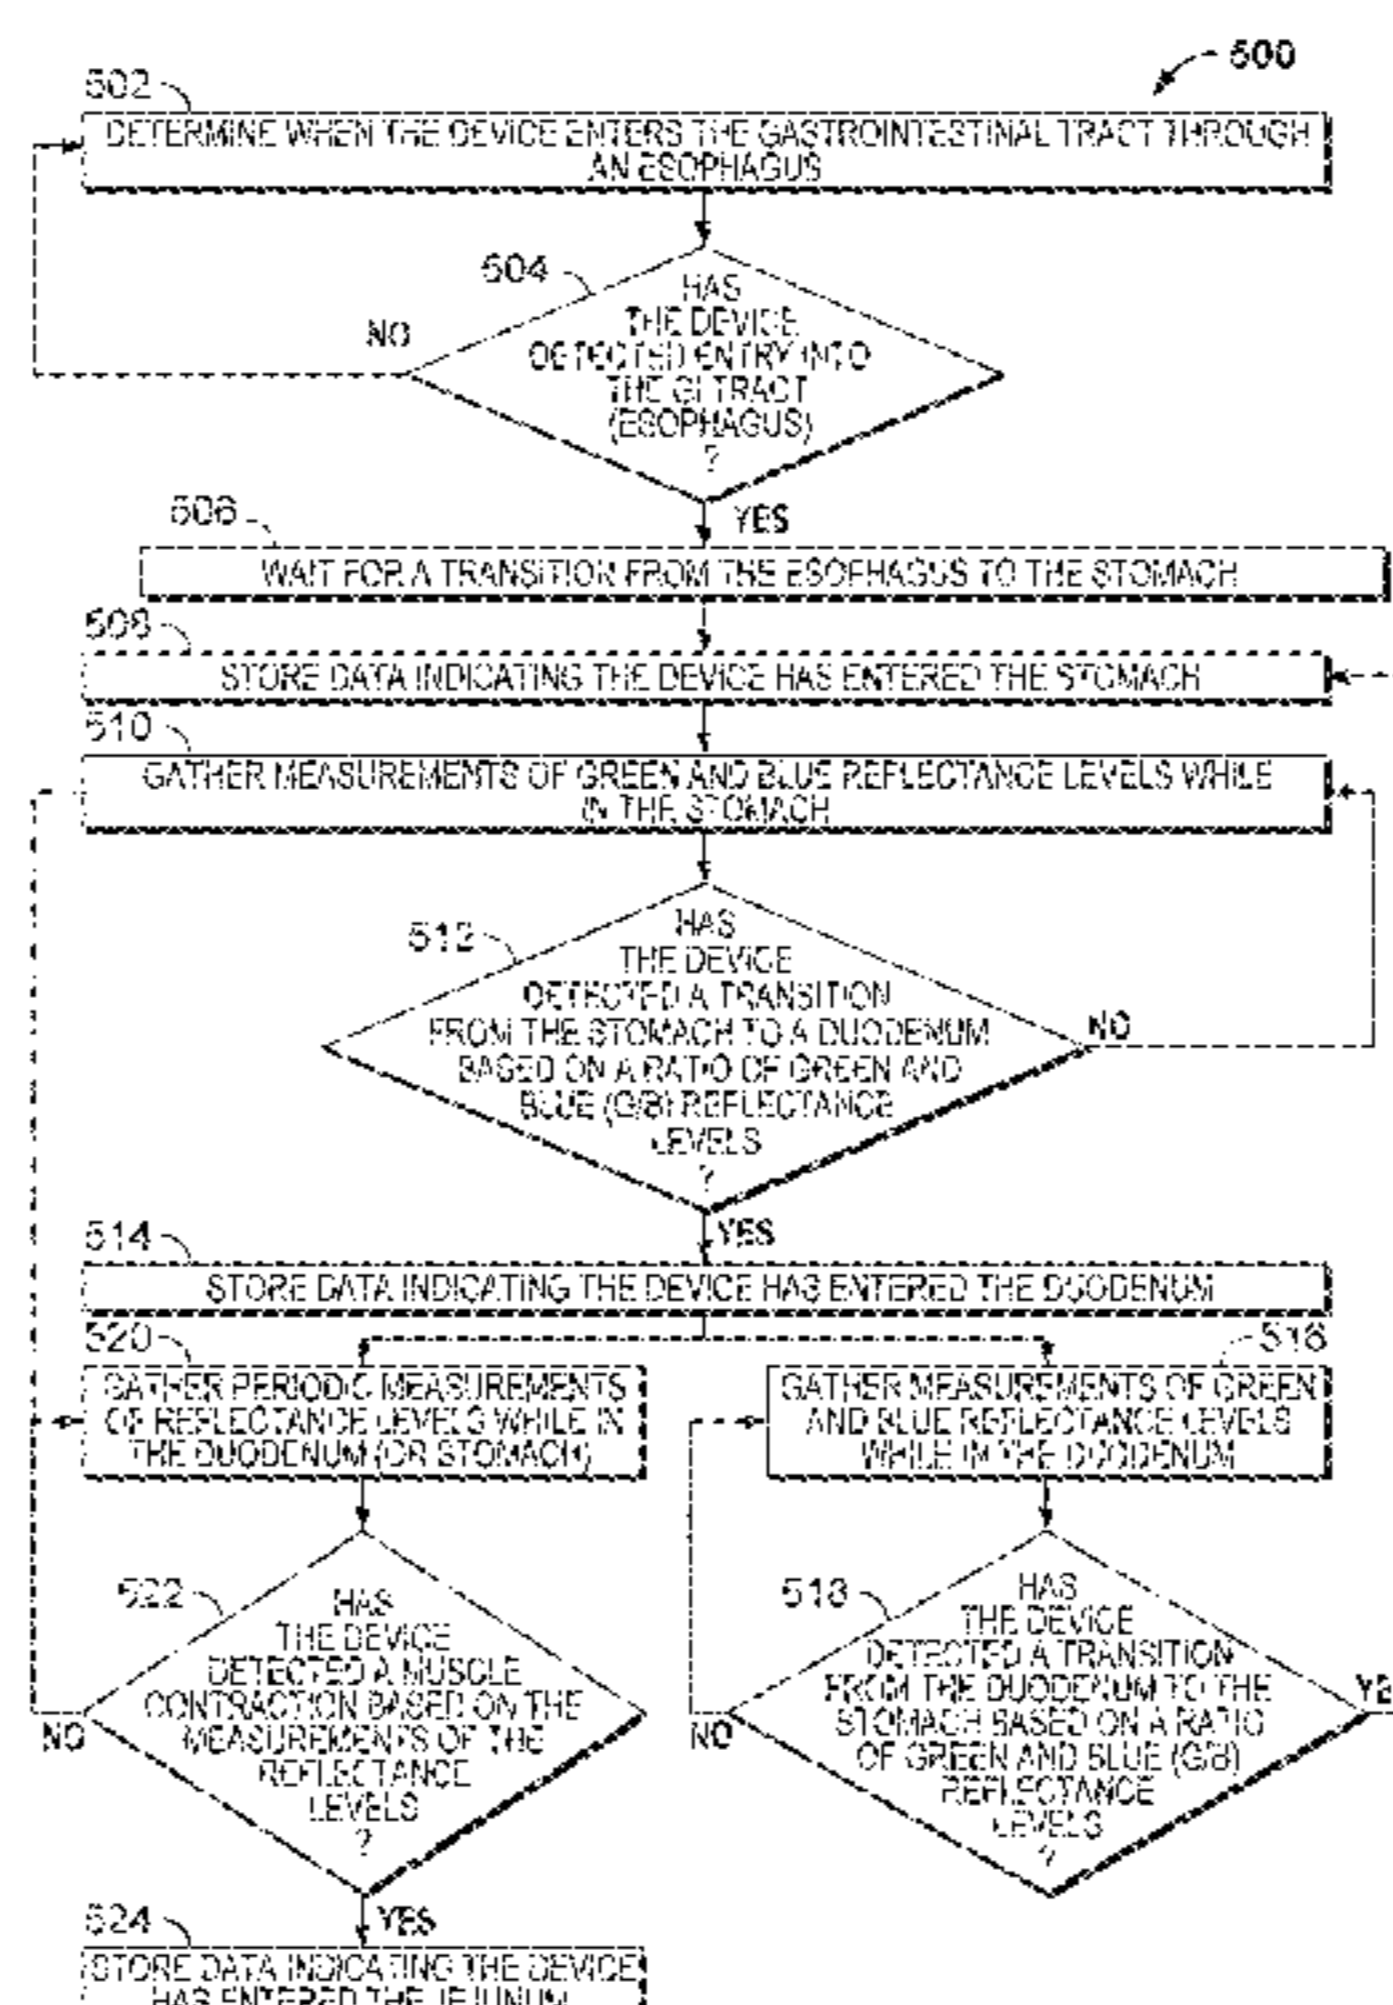 500
502
DETERMINE WHEN THE DEVICE ENTERS THE GASTROINTESTINAL TRACT THROUGH
AN ESOPHAGUS
504
HAS
THE DEVICE
DETECTED ENTRY INTO
THE GI TRACT
(ESOPHAGUS)
?
NO
YES
506
WAIT FOR A TRANSITION FROM THE ESOPHAGUS TO THE STOMACH
508
STORE DATA INDICATING THE DEVICE HAS ENTERED THE STOMACH
510
GATHER MEASUREMENTS OF GREEN AND BLUE REFLECTANCE LEVELS WHILE
IN THE STOMACH
512
HAS
THE DEVICE
DETECTED A TRANSITION
FROM THE STOMACH TO A DUODENUM
BASED ON A RATIO OF GREEN AND
BLUE (G/B) REFLECTANCE
LEVELS
?
NO
YES
514
STORE DATA INDICATING THE DEVICE HAS ENTERED THE DUODENUM
520
GATHER PERIODIC MEASUREMENTS
OF REFLECTANCE LEVELS WHILE IN
THE DUODENUM (OR STOMACH)
516
GATHER MEASUREMENTS OF GREEN
AND BLUE REFLECTANCE LEVELS
WHILE IN THE DUODENUM
522
HAS
THE DEVICE
DETECTED A MUSCLE
CONTRACTION BASED ON THE
MEASUREMENTS OF THE
REFLECTANCE
LEVELS
?
NO
YES
518
HAS
THE DEVICE
DETECTED A TRANSITION
FROM THE DUODENUM TO THE
STOMACH BASED ON A RATIO
OF GREEN AND BLUE (G/B)
REFLECTANCE
LEVELS
?
NO
524
STORE DATA INDICATING THE DEVICE
HAS ENTERED THE JEJUNUM